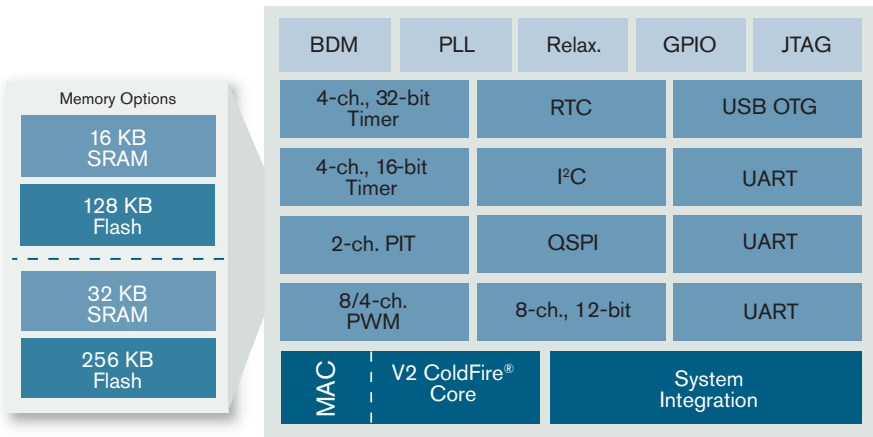 Memory Options
16 KB
SRAM
128 KB
Flash
32 KB
SRAM
256 KB
Flash
BDM
PLL
Relax.
GPIO
JTAG
4-ch., 32-bit
Timer
RTC
USB OTG
4-ch., 16-bit
Timer
I²C
UART
2-ch. PIT
QSPI
UART
8/4-ch.
PWM
8-ch., 12-bit
UART
MAC
V2 ColdFire®
Core
System
Integration